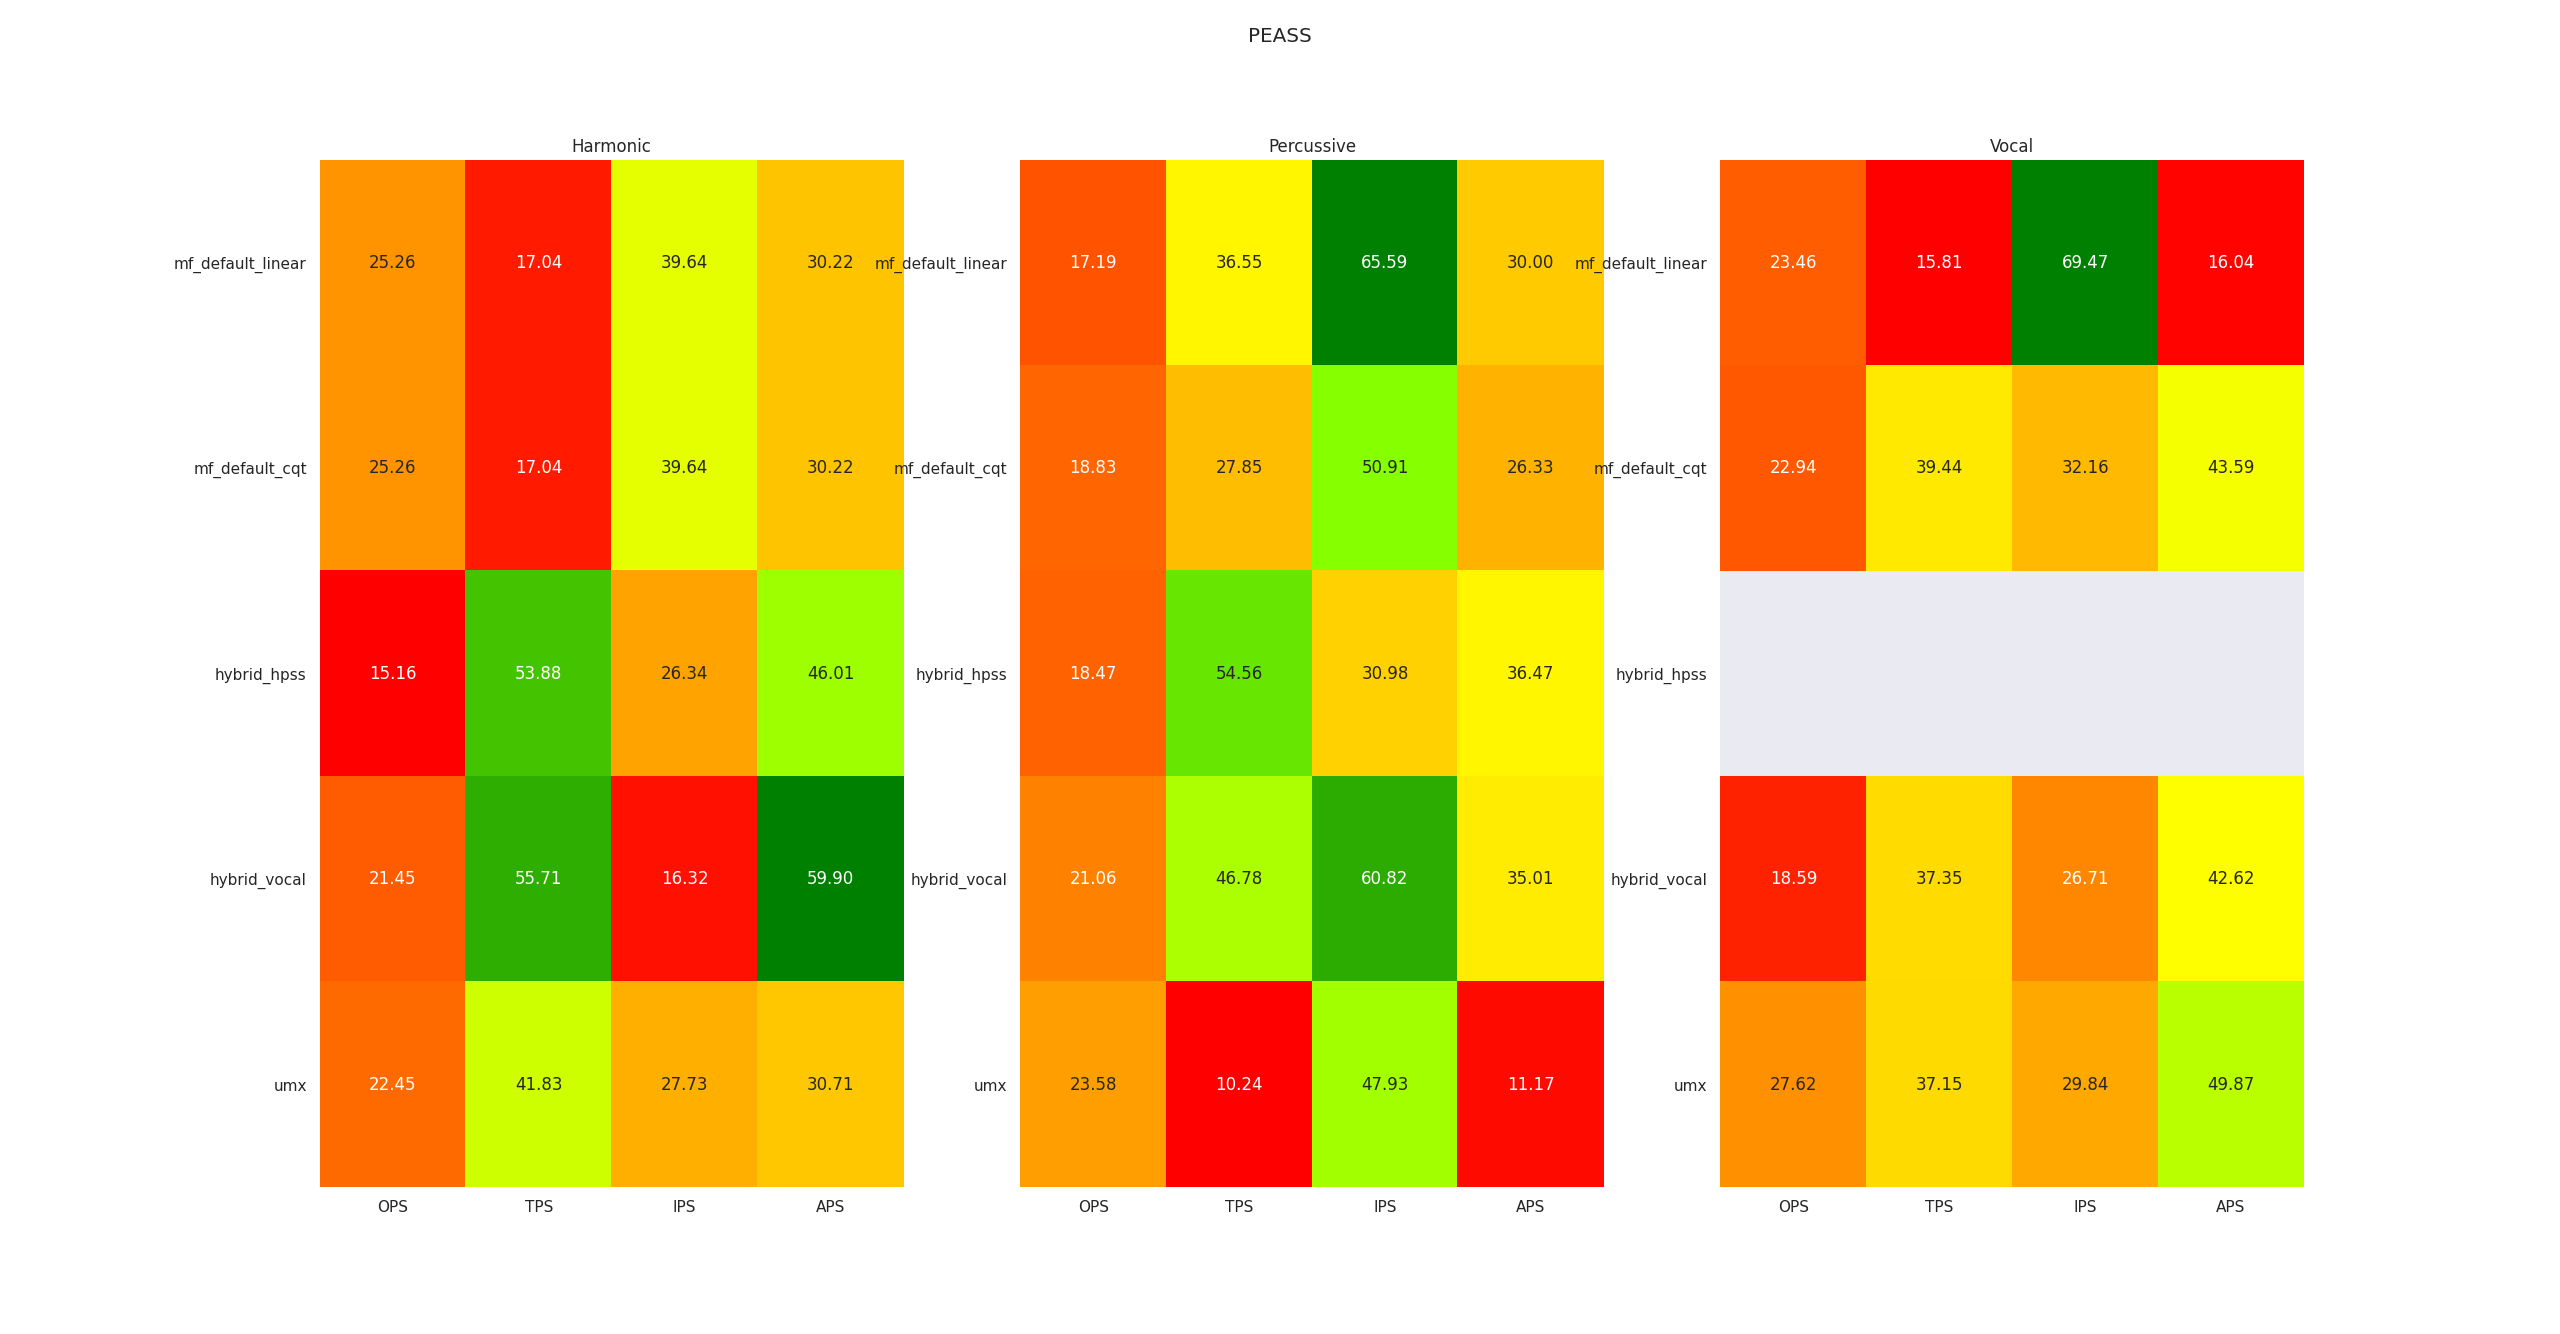 PEASS
Harmonic Percussive Vocal
mf_default_linear 25.26 17.04 39.64 30.22 mf_default_linear 17.19 36.55 65.59 30.00 mf_default_linear 23.46 15.81 69.47 16.04
mf_default_cqt 25.26 17.04 39.64 30.22 mf_default_cqt 18.83 27.85 50.91 26.33 mf_default_cqt 22.94 39.44 32.16 43.59
hybrid_hpss 15.16 53.88 26.34 46.01 hybrid_hpss 18.47 54.56 30.98 36.47 hybrid_hpss
hybrid_vocal 21.45 55.71 16.32 59.90 hybrid_vocal 21.06 46.78 60.82 35.01 hybrid_vocal 18.59 37.35 26.71 42.62
umx 22.45 41.83 27.73 30.71 umx 23.58 10.24 47.93 11.17 umx 27.62 37.15 29.84 49.87
OPS TPS IPS APS OPS TPS IPS APS OPS TPS IPS APS